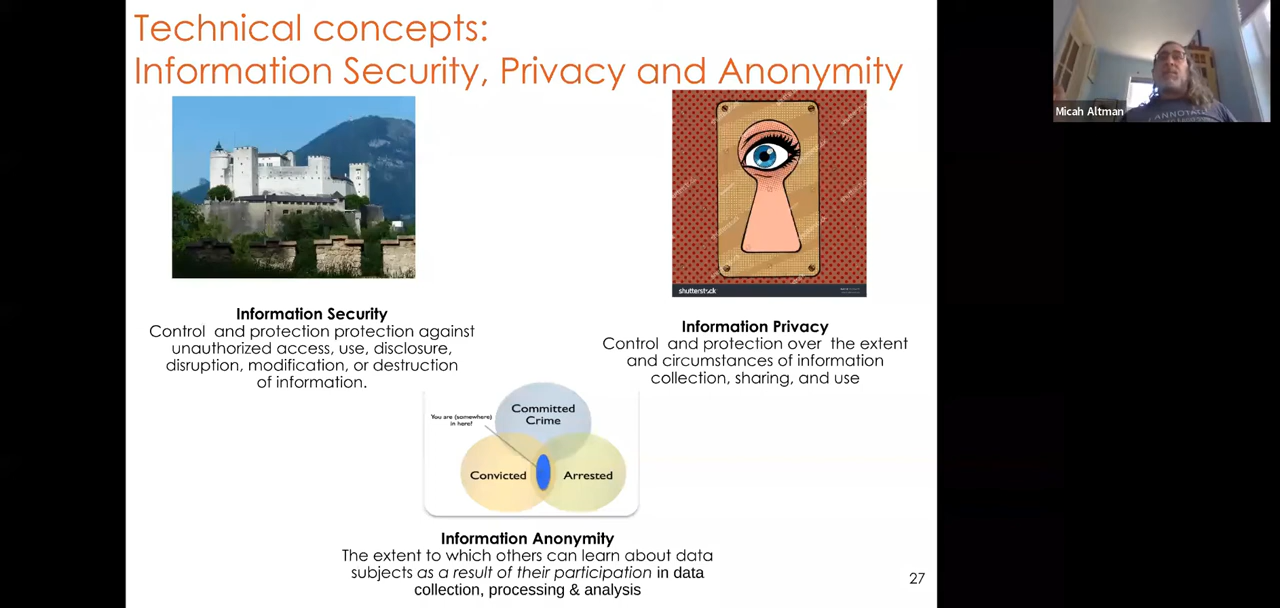 Technical concepts:
Information Security, Privacy and Anonymity
Micah Altman
shutterstock
Information Security
Control and protection protection against
unauthorized access, use, disclosure,
disruption, modification, or destruction
of information.
Information Privacy
Control and protection over the extent
and circumstances of information
collection, sharing, and use
You are (somewhere)
in here?
Committed
Crime
Convicted
Arrested
Information Anonymity
The extent to which others can learn about data
subjects as a result of their participation in data
collection, processing & analysis
27